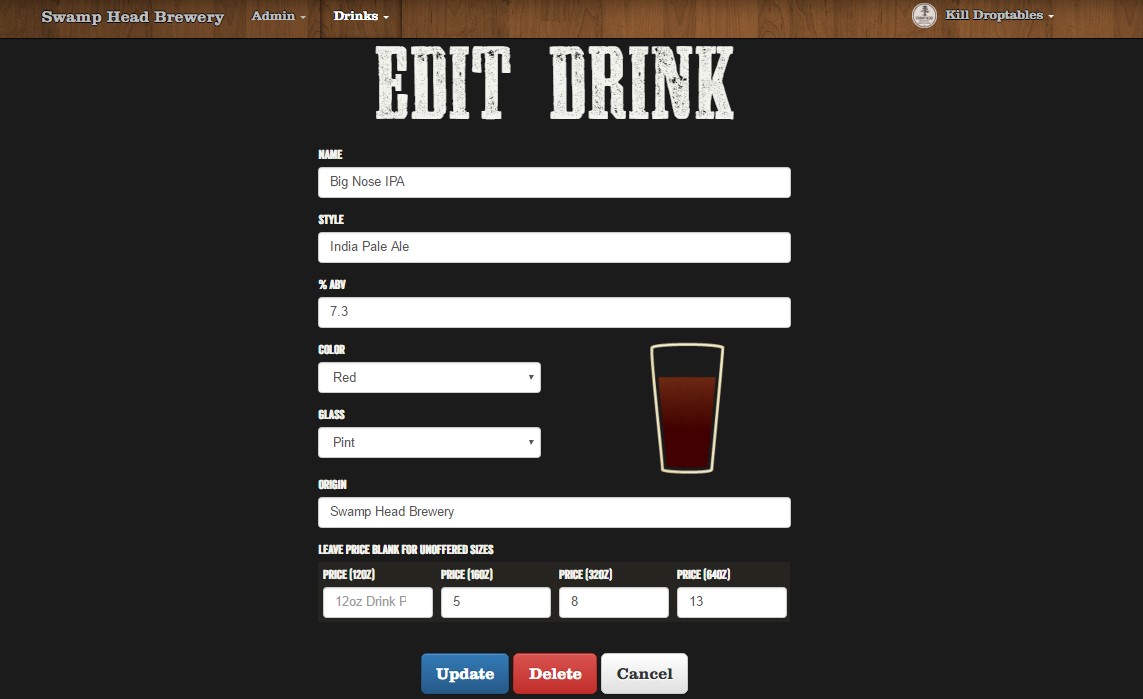 Swamp Head Brewery Admin Drinks Kill Droptables
EDIT DRINK
NAME
Big Nose IPA
STYLE
India Pale Ale
% ABV
7.3
COLOR
Red
GLASS
Pint
ORIGIN
Swamp Head Brewery
LEAVE PRICE BLANK FOR UNOFFERED SIZES
PRICE (12OZ) PRICE (16OZ) PRICE (32OZ) PRICE (64OZ)
12oz Drink P 5 8 13
Update Delete Cancel